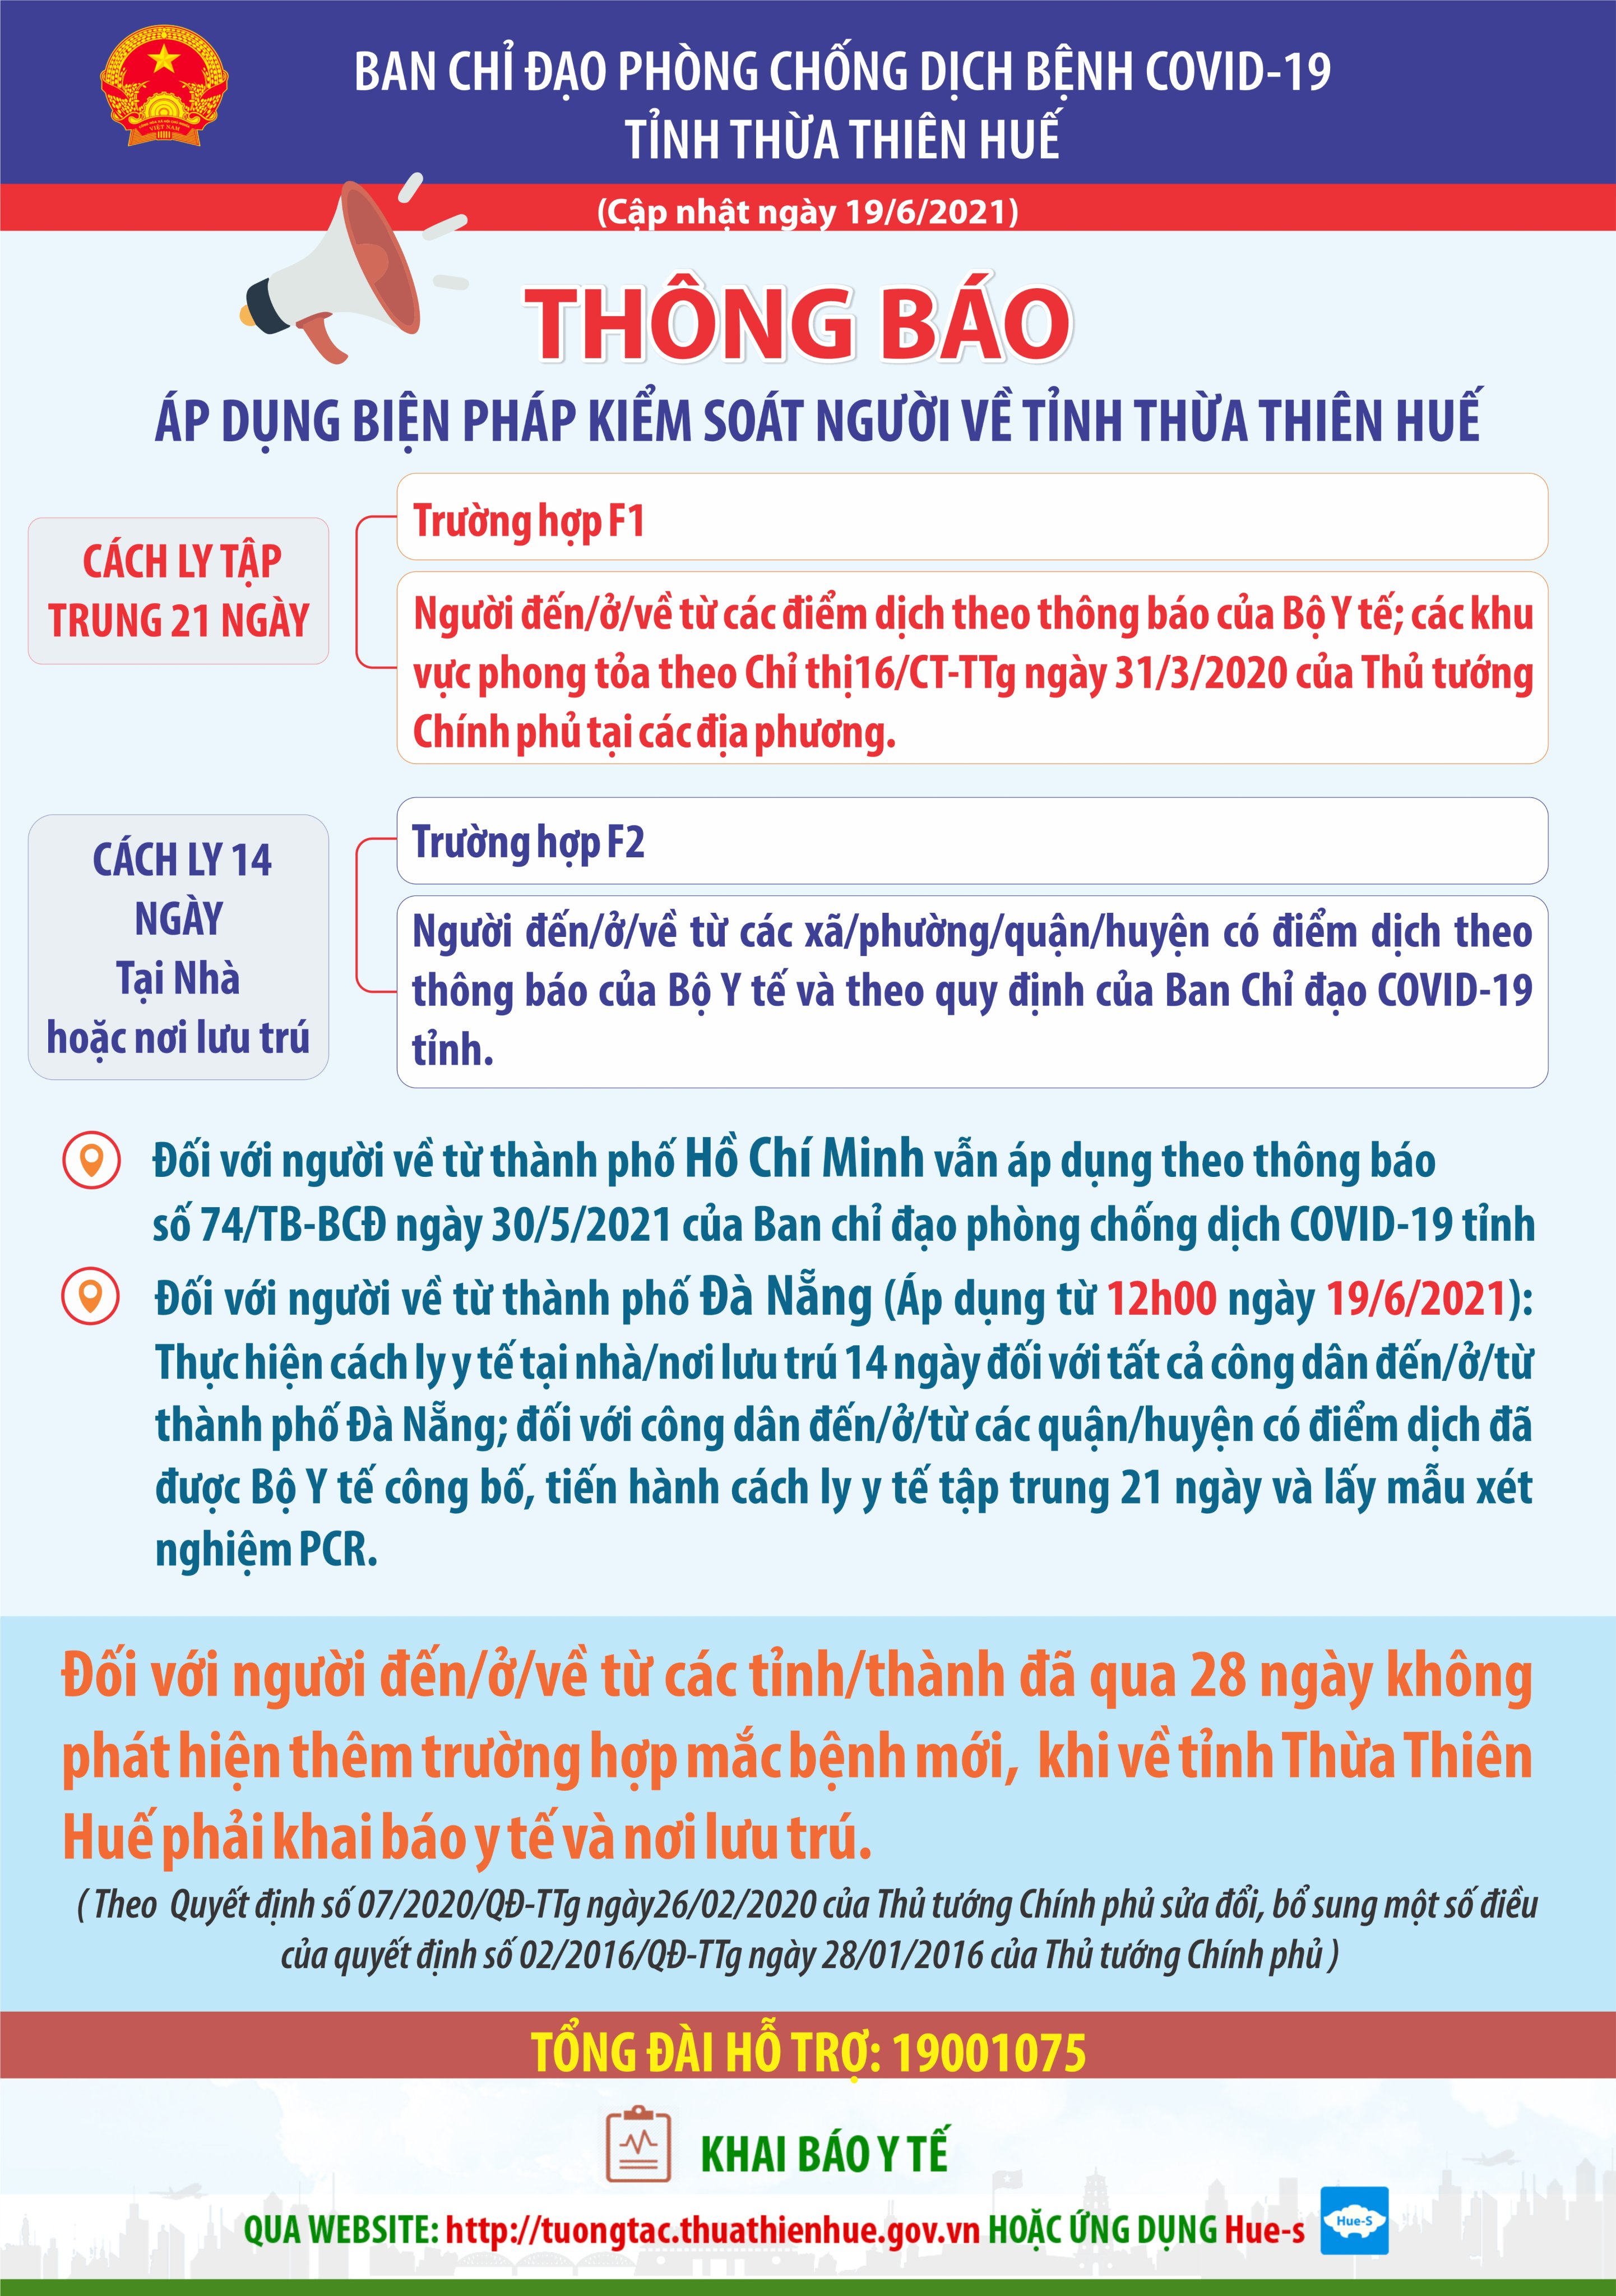 BAN CHỈ ĐẠO PHÒNG CHỐNG DỊCH BỆNH COVID-19
TỈNH THỪA THIÊN HUẾ
(Cập nhật ngày 19/6/2021)
THÔNG BÁO
ÁP DỤNG BIỆN PHÁP KIỂM SOÁT NGƯỜI VỀ TỈNH THỪA THIÊN HUẾ
CÁCH LY TẬP
TRUNG 21 NGÀY
Trường hợp F1
Người đến/ở/về từ các điểm dịch theo thông báo của Bộ Y tế; các khu
vực phong tỏa theo Chỉ thị16/CT-TTg ngày 31/3/2020 của Thủ tướng
Chính phủ tại các địa phương.
CÁCH LY 14
NGÀY
Tại Nhà
hoặc nơi lưu trú
Trường hợp F2
Người đến/ở/về từ các xã/phường/quận/huyện có điểm dịch theo
thông báo của Bộ Y tế và theo quy định của Ban Chỉ đạo COVID-19
tỉnh.
Đối với người về từ thành phố Hồ Chí Minh vẫn áp dụng theo thông báo
số 74/TB-BCĐ ngày 30/5/2021 của Ban chỉ đạo phòng chống dịch COVID-19 tỉnh
Đối với người về từ thành phố Đà Nẵng (Áp dụng từ 12h00 ngày 19/6/2021):
Thực hiện cách ly y tế tại nhà/nơi lưu trú 14 ngày đối với tất cả công dân đến/ở/từ
thành phố Đà Nẵng; đối với công dân đến/ở/từ các quận/huyện có điểm dịch đã
được Bộ Y tế công bố, tiến hành cách ly y tế tập trung 21 ngày và lấy mẫu xét
nghiệm PCR.
Đối với người đến/ở/về từ các tỉnh/thành đã qua 28 ngày không
phát hiện thêm trường hợp mắc bệnh mới, khi về tỉnh Thừa Thiên
Huế phải khai báo y tế và nơi lưu trú.
( Theo Quyết định số 07/2020/QĐ-TTg ngày26/02/2020 của Thủ tướng Chính phủ sửa đổi, bổ sung một số điều
của quyết định số 02/2016/QĐ-TTg ngày 28/01/2016 của Thủ tướng Chính phủ )
TỔNG ĐÀI HỖ TRỢ: 19001075
KHAI BÁO Y TẾ
QUA WEBSITE: http://tuongtac.thuathienhue.gov.vn HOẶC ỨNG DỤNG Hue-s
Hue-S